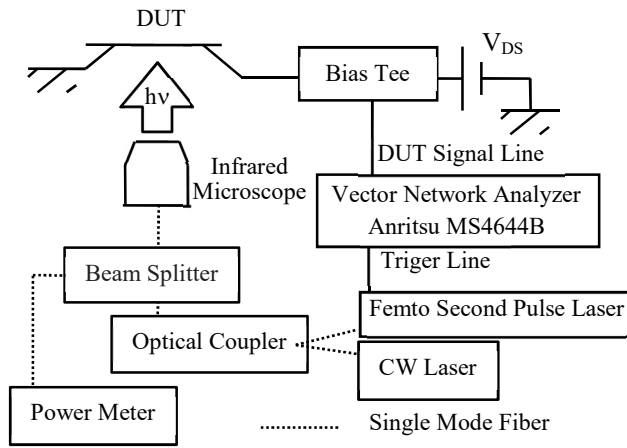 DUT
V_DS
Bias Tee
hν
DUT Signal Line
Infrared
Microscope
Vector Network Analyzer
Anritsu MS4644B
Triger Line
Beam Splitter
Femto Second Pulse Laser
Optical Coupler
CW Laser
Power Meter
Single Mode Fiber